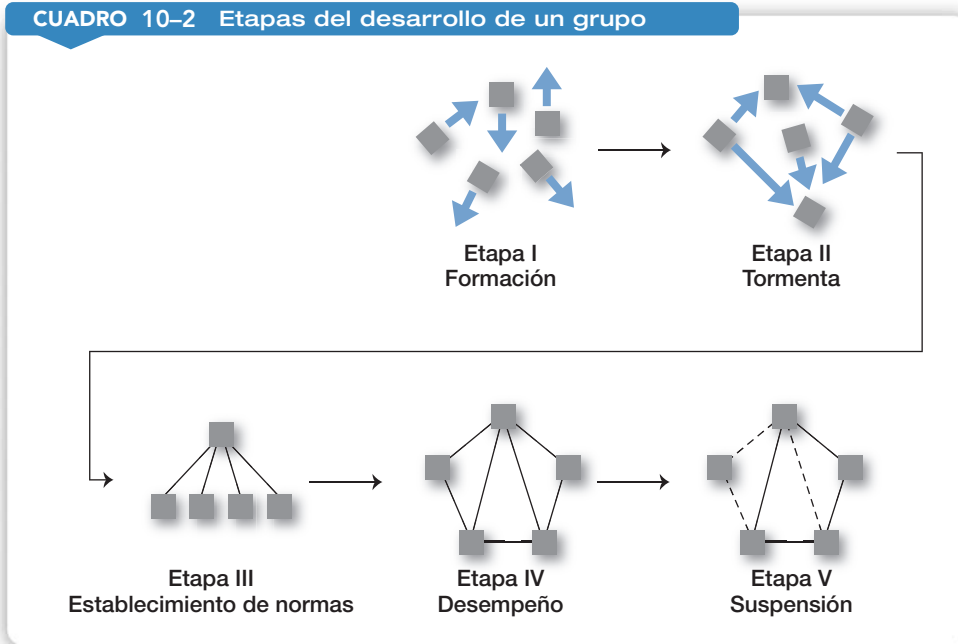 CUADRO 10–2 Etapas del desarrollo de un grupo
Etapa I
Formación
Etapa II
Tormenta
Etapa III
Establecimiento de normas
Etapa IV
Desempeño
Etapa V
Suspensión